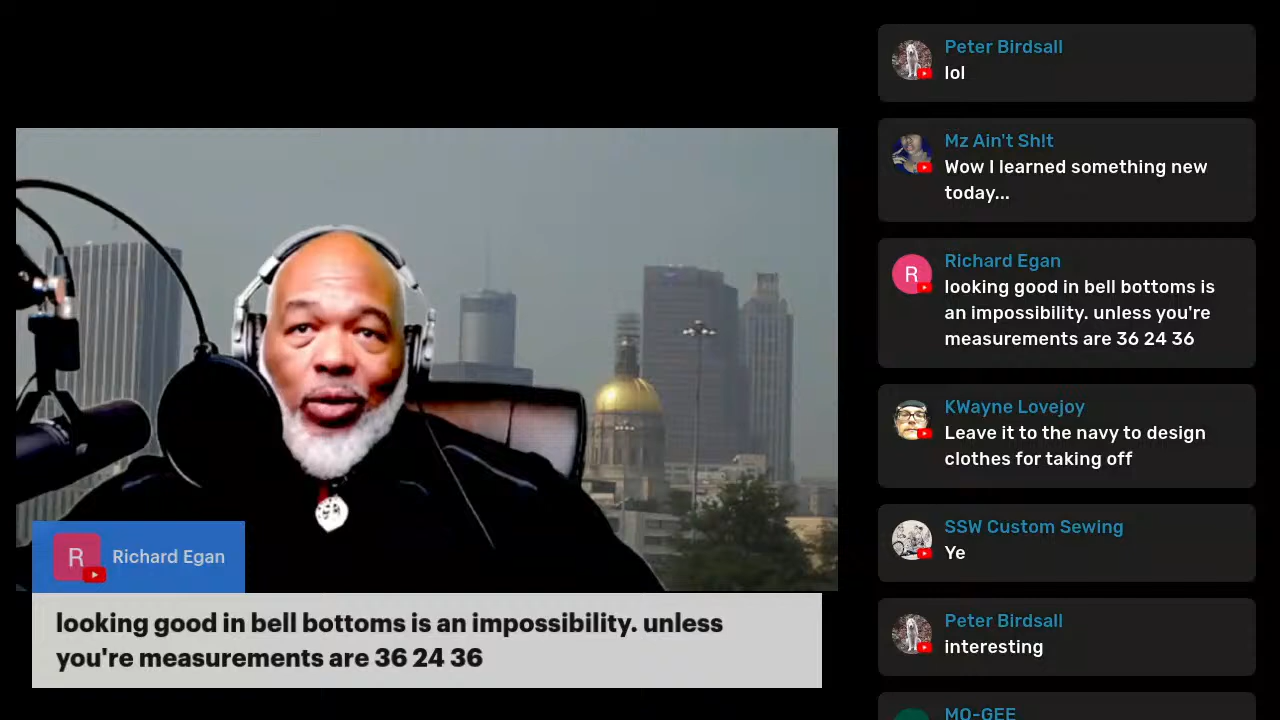 Richard Egan
looking good in bell bottoms is an impossibility. unless
you're measurements are 36 24 36
Peter Birdsall
lol
Mz Ain't Sh!t
Wow I learned something new
today...
Richard Egan
looking good in bell bottoms is
an impossibility. unless you're
measurements are 36 24 36
KWayne Lovejoy
Leave it to the navy to design
clothes for taking off
SSW Custom Sewing
Ye
Peter Birdsall
interesting
MO-GEE